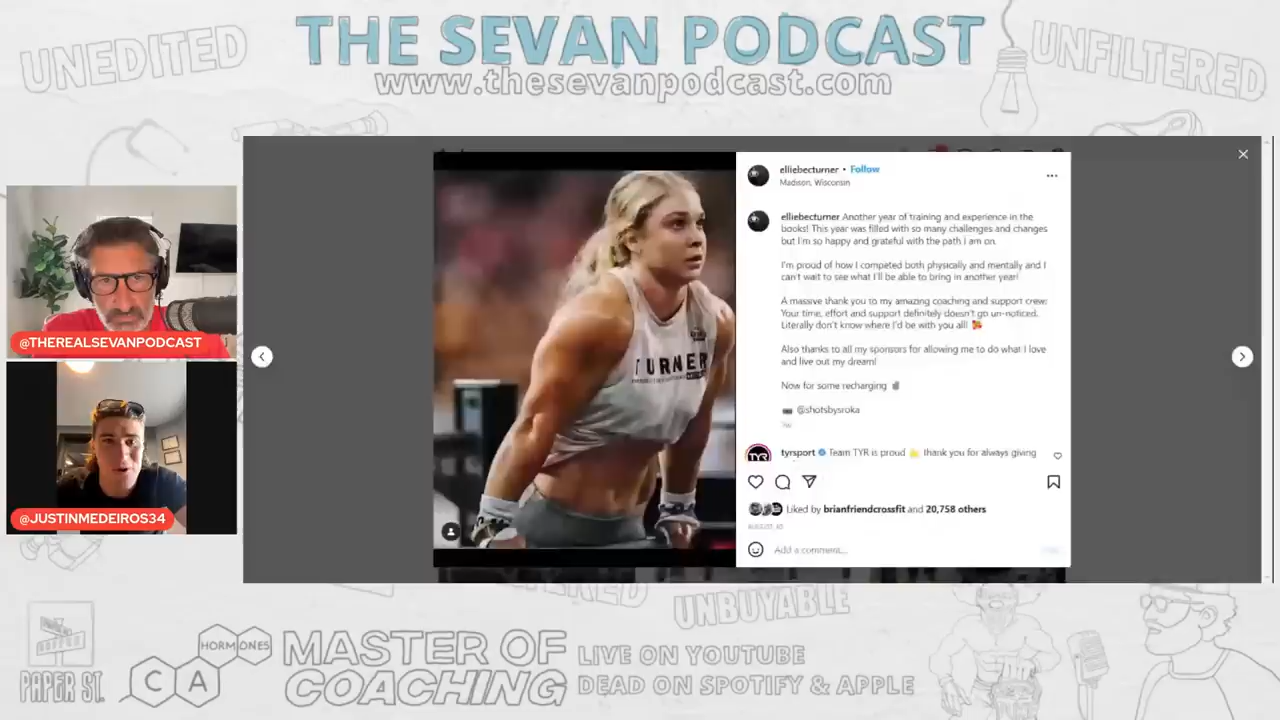 UNEDITED
THE SEVAN PODCAST
www.thesevanpodcast.com
UNFILTERED
@THEREALSEVANPODCAST
@JUSTINMEDEIROS34
TURNER
elliebecturner • Follow
Madison, Wisconsin
elliebecturner Another year of training and experience in the
books! This year was filled with so many challenges and changes
but I'm so happy and grateful with the path I am on.
I'm proud of how I competed both physically and mentally and I
can't wait to see what I'll be able to bring in another year!
A massive thank you to my amazing coaching and support crew.
Your time, effort and support definitely doesn't go un-noticed.
Literally don't know where I'd be with you all!
Also thanks to all my sponsors for allowing me to do what I love
and live out my dream!
Now for some recharging
@shotsbysroka
7w
TYR
tyrsport Team TYR is proud thank you for always giving
Liked by brianfriendcrossfit and 20,758 others
Add a comment...
UNBUYABLE
PAPER ST.
HORMONES
CA
MASTER OF
COACHING
LIVE ON YOUTUBE
DEAD ON SPOTIFY & APPLE